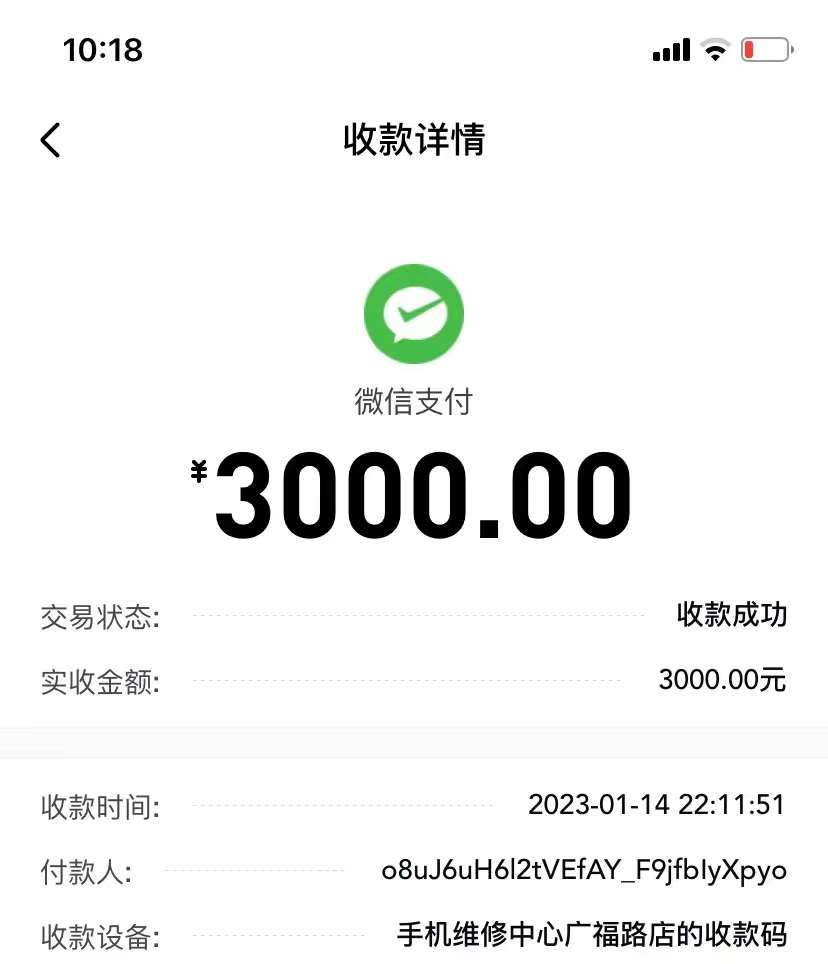 10:18
收款详情
微信支付
¥3000.00
交易状态: 收款成功
实收金额: 3000.00元
收款时间: 2023-01-14 22:11:51
付款人: o8uJ6uH6l2tVEfAY_F9jfbIyXpyo
收款设备: 手机维修中心广福路店的收款码